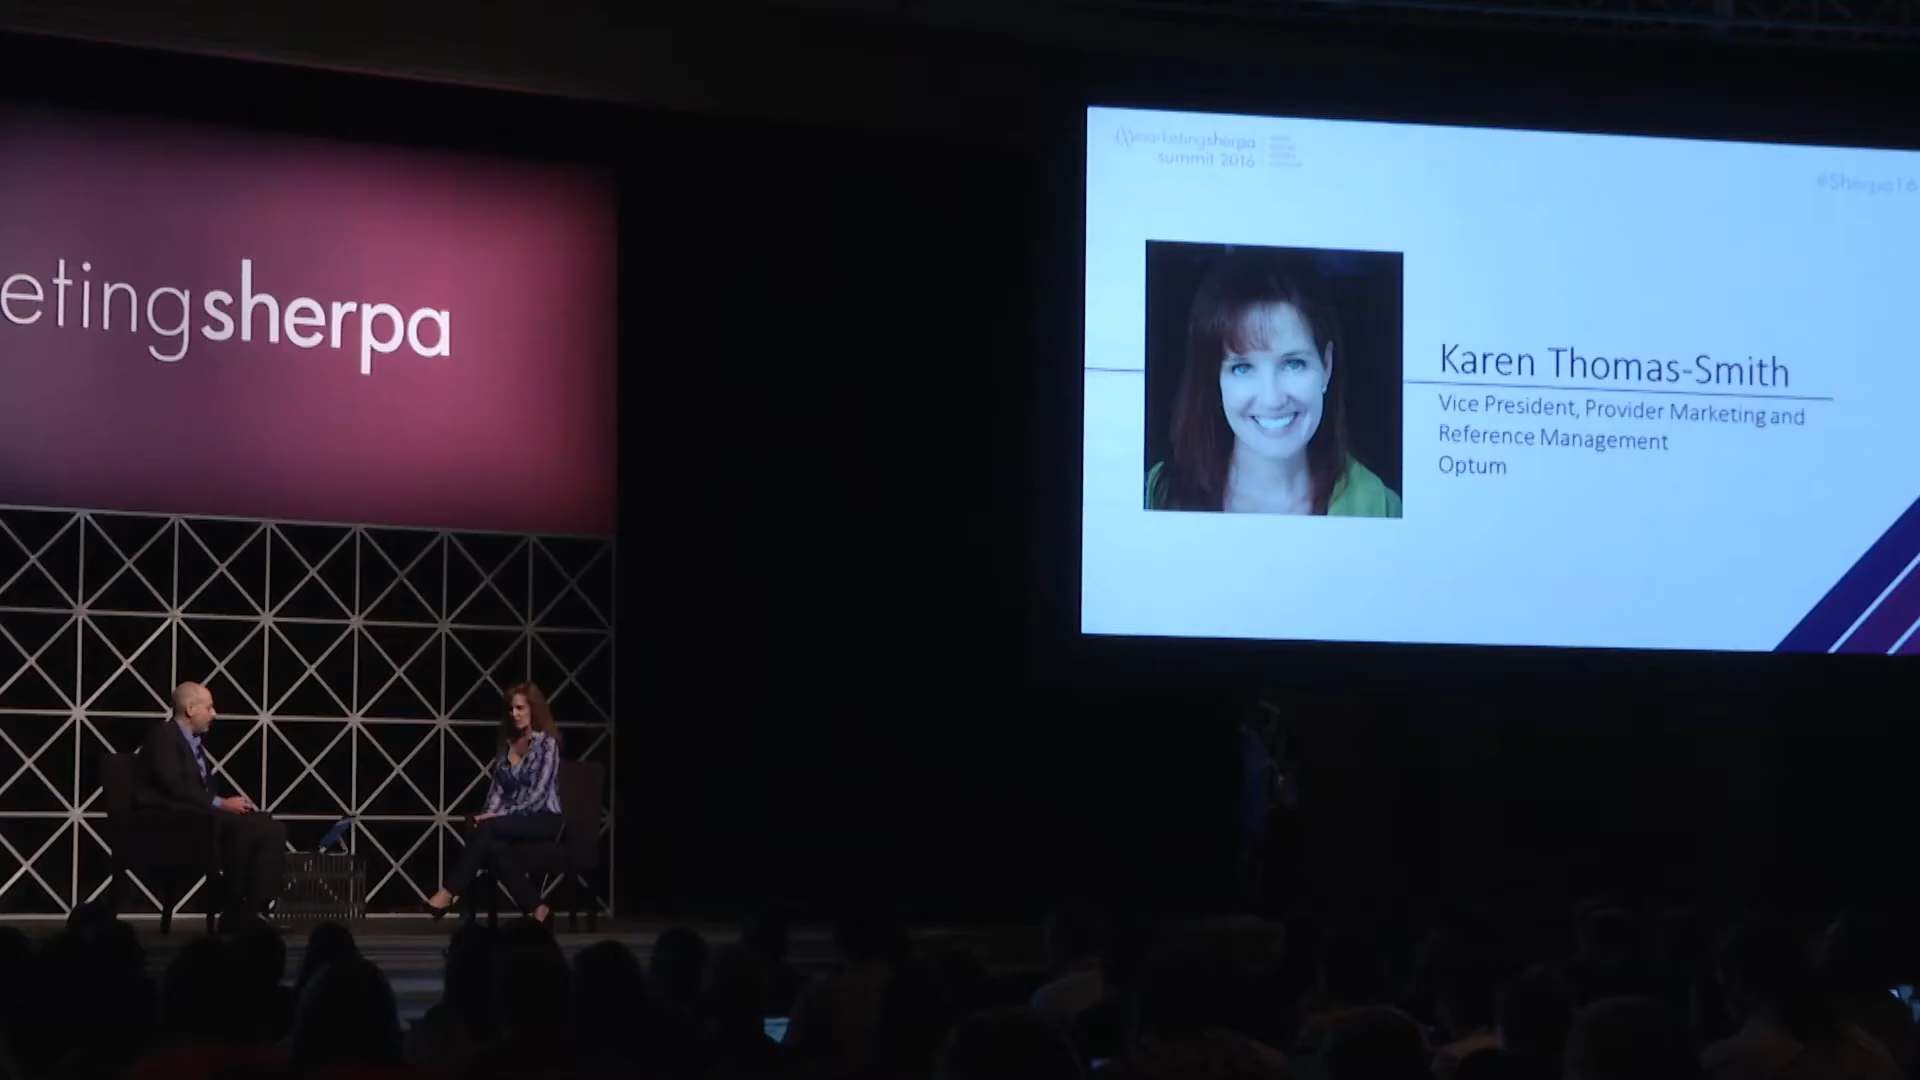 etingsherpa
marketingsherpa
summit 2016
#Sherpa16
Karen Thomas-Smith
Vice President, Provider Marketing and
Reference Management
Optum